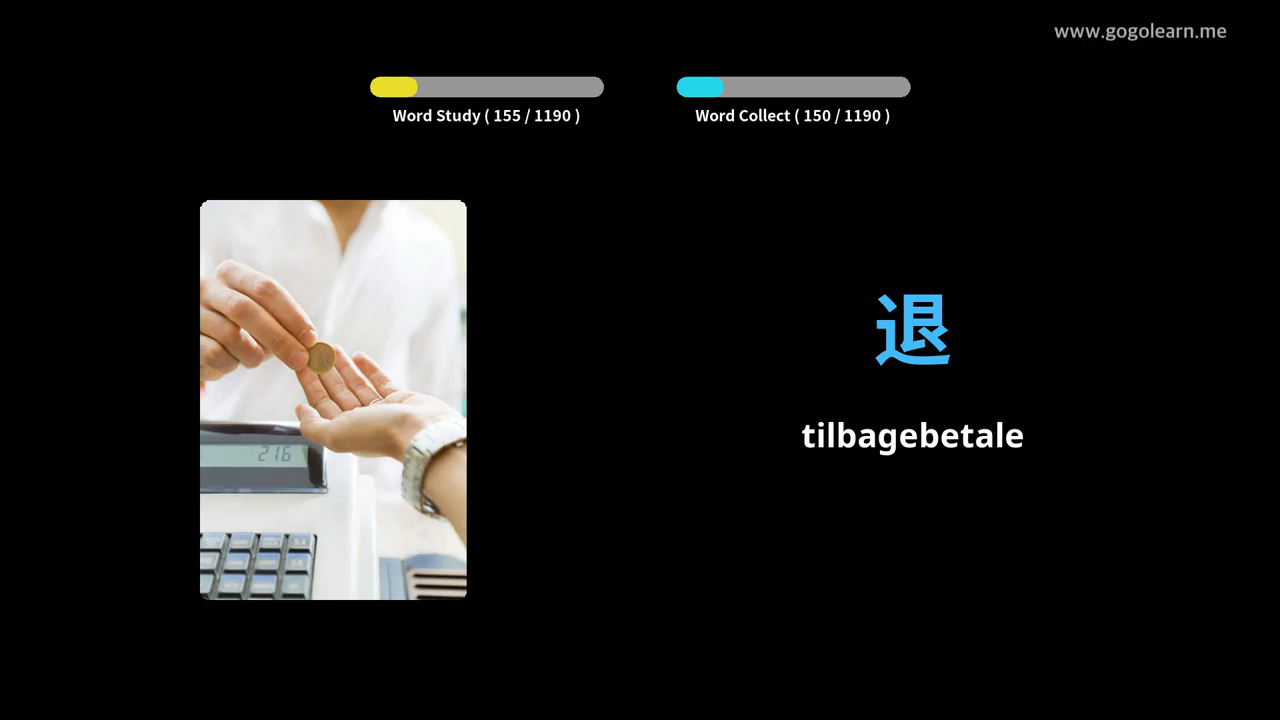 www.gogolearn.me
Word Study ( 155 / 1190 )
Word Collect ( 150 / 1190 )
退
tilbagebetale
216